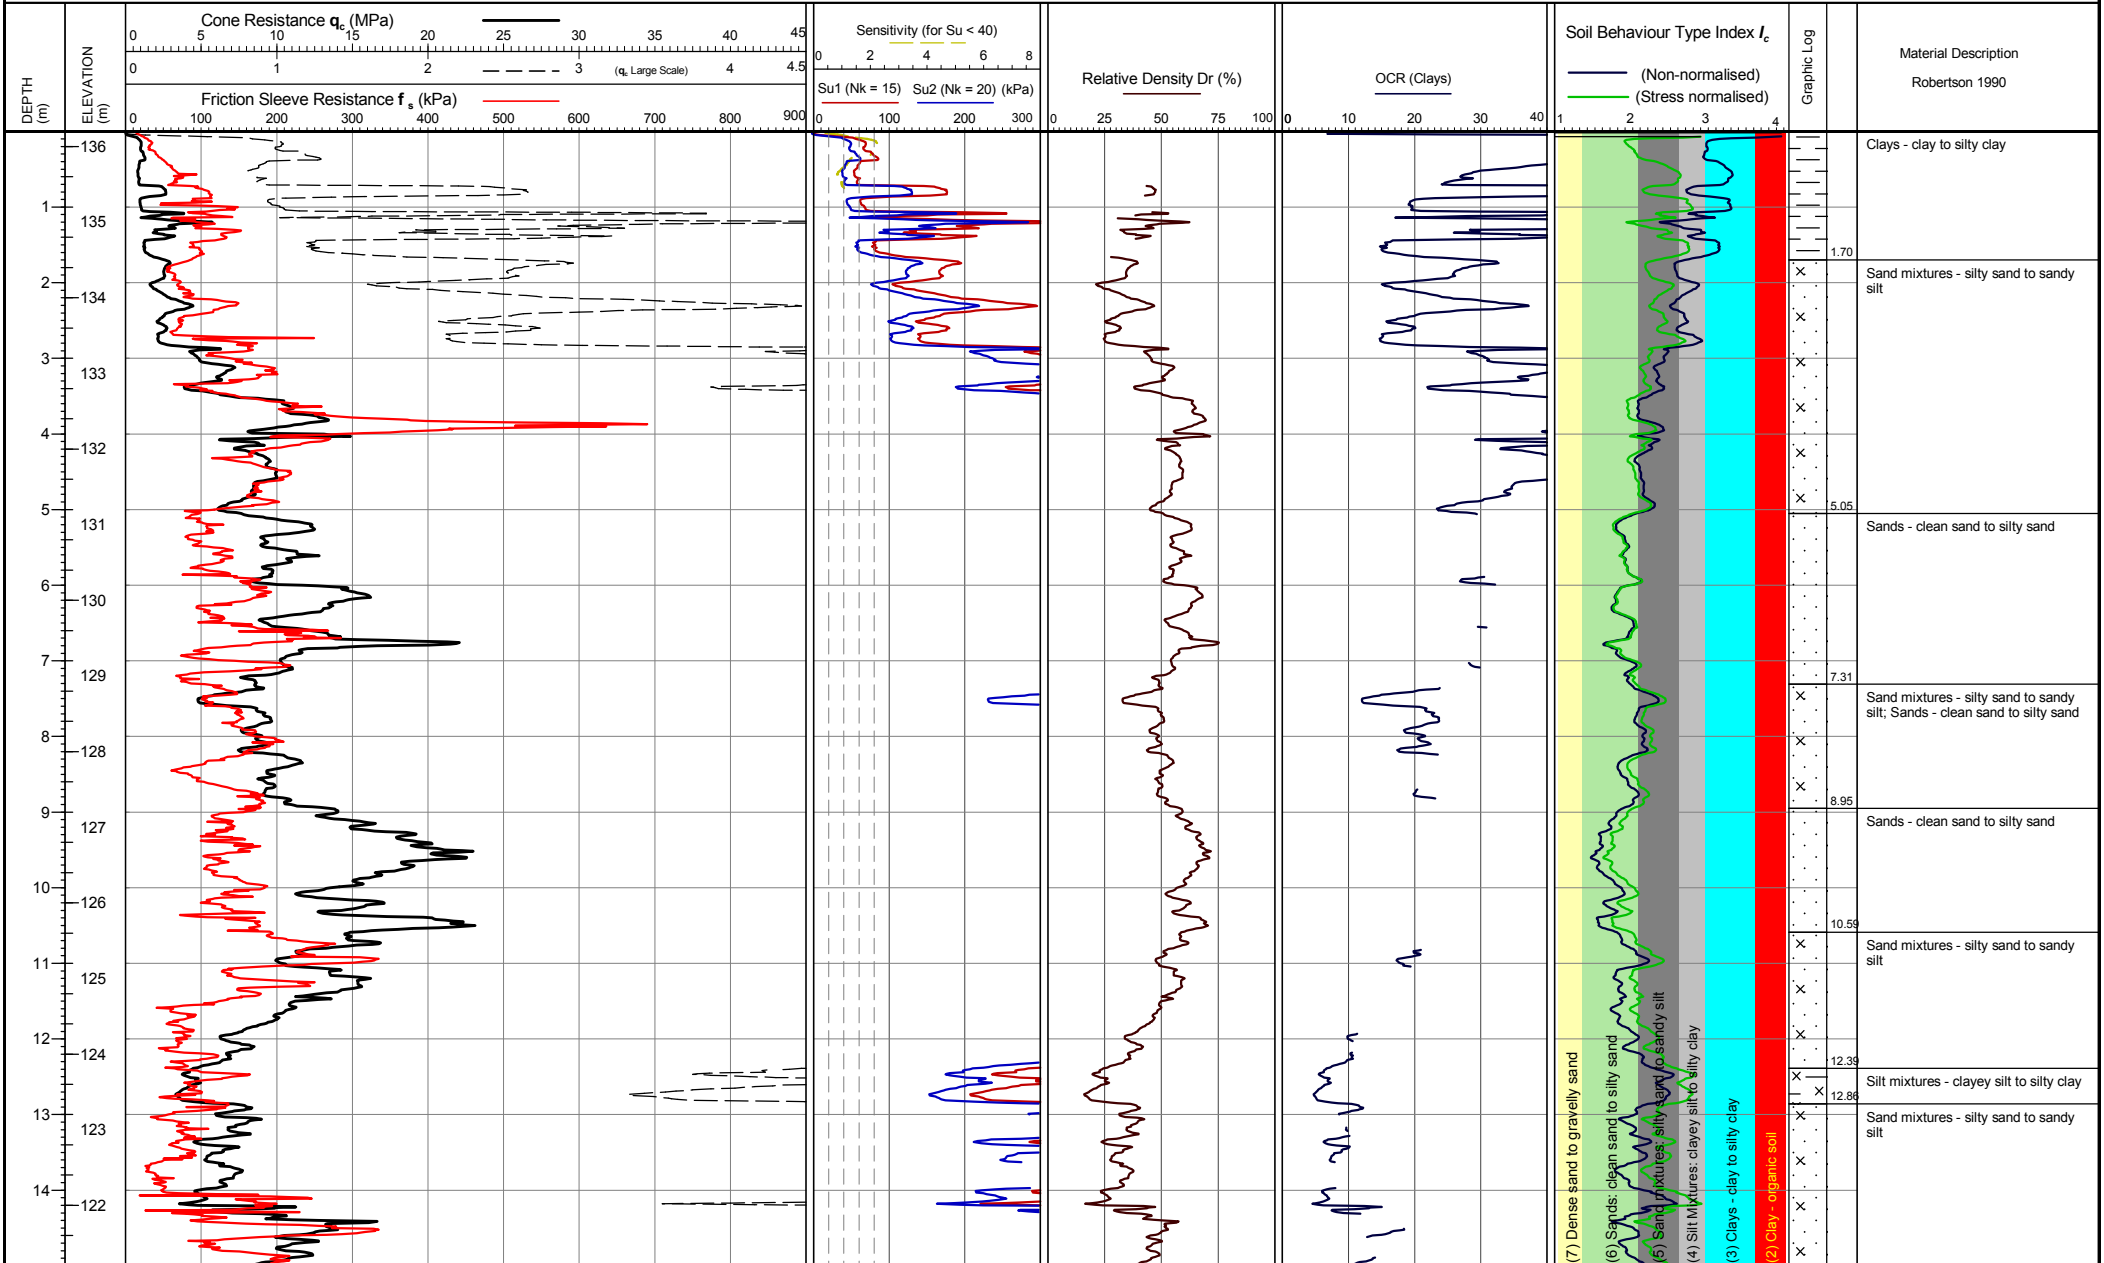 DEPTH (m)
ELEVATION (m)
Cone Resistance qc (MPa)
0 5 10 15 20 25 30 35 40 45
0 1 2 3 (qc Large Scale) 4 4.5
Friction Sleeve Resistance fs (kPa)
100 200 300 400 500 600 700 800 900
Sensitivity (for Su < 40)
0 2 4 6 8
Su1 (Nk = 15) Su2 (Nk = 20) (kPa)
100 200 300
Relative Density Dr (%)
0 25 50 75 100
OCR (Clays)
0 10 20 30 40
Soil Behaviour Type Index Ic
(Non-normalised)
(Stress normalised)
1 2 3 4
Graphic Log
Material Description
Robertson 1990
136
1
135
2
134
3
133
4
132
5
131
6
130
7
129
8
128
9
127
10
126
11
125
12
124
13
123
14
122
(7) Dense sand to gravelly sand
(6) Sands: clean sand to silty sand
(5) Sand mixtures: silty sand to sandy silt
(4) Silt Mixtures: clayey silt to silty clay
(3) Clays - clay to silty clay
(2) Clay - organic soil
Clays - clay to silty clay
1.70
Sand mixtures - silty sand to sandy
silt
5.05
Sands - clean sand to silty sand
7.31
Sand mixtures - silty sand to sandy
silt; Sands - clean sand to silty sand
8.95
Sands - clean sand to silty sand
10.59
Sand mixtures - silty sand to sandy
silt
12.39
Silt mixtures - clayey silt to silty clay
12.86
Sand mixtures - silty sand to sandy
silt